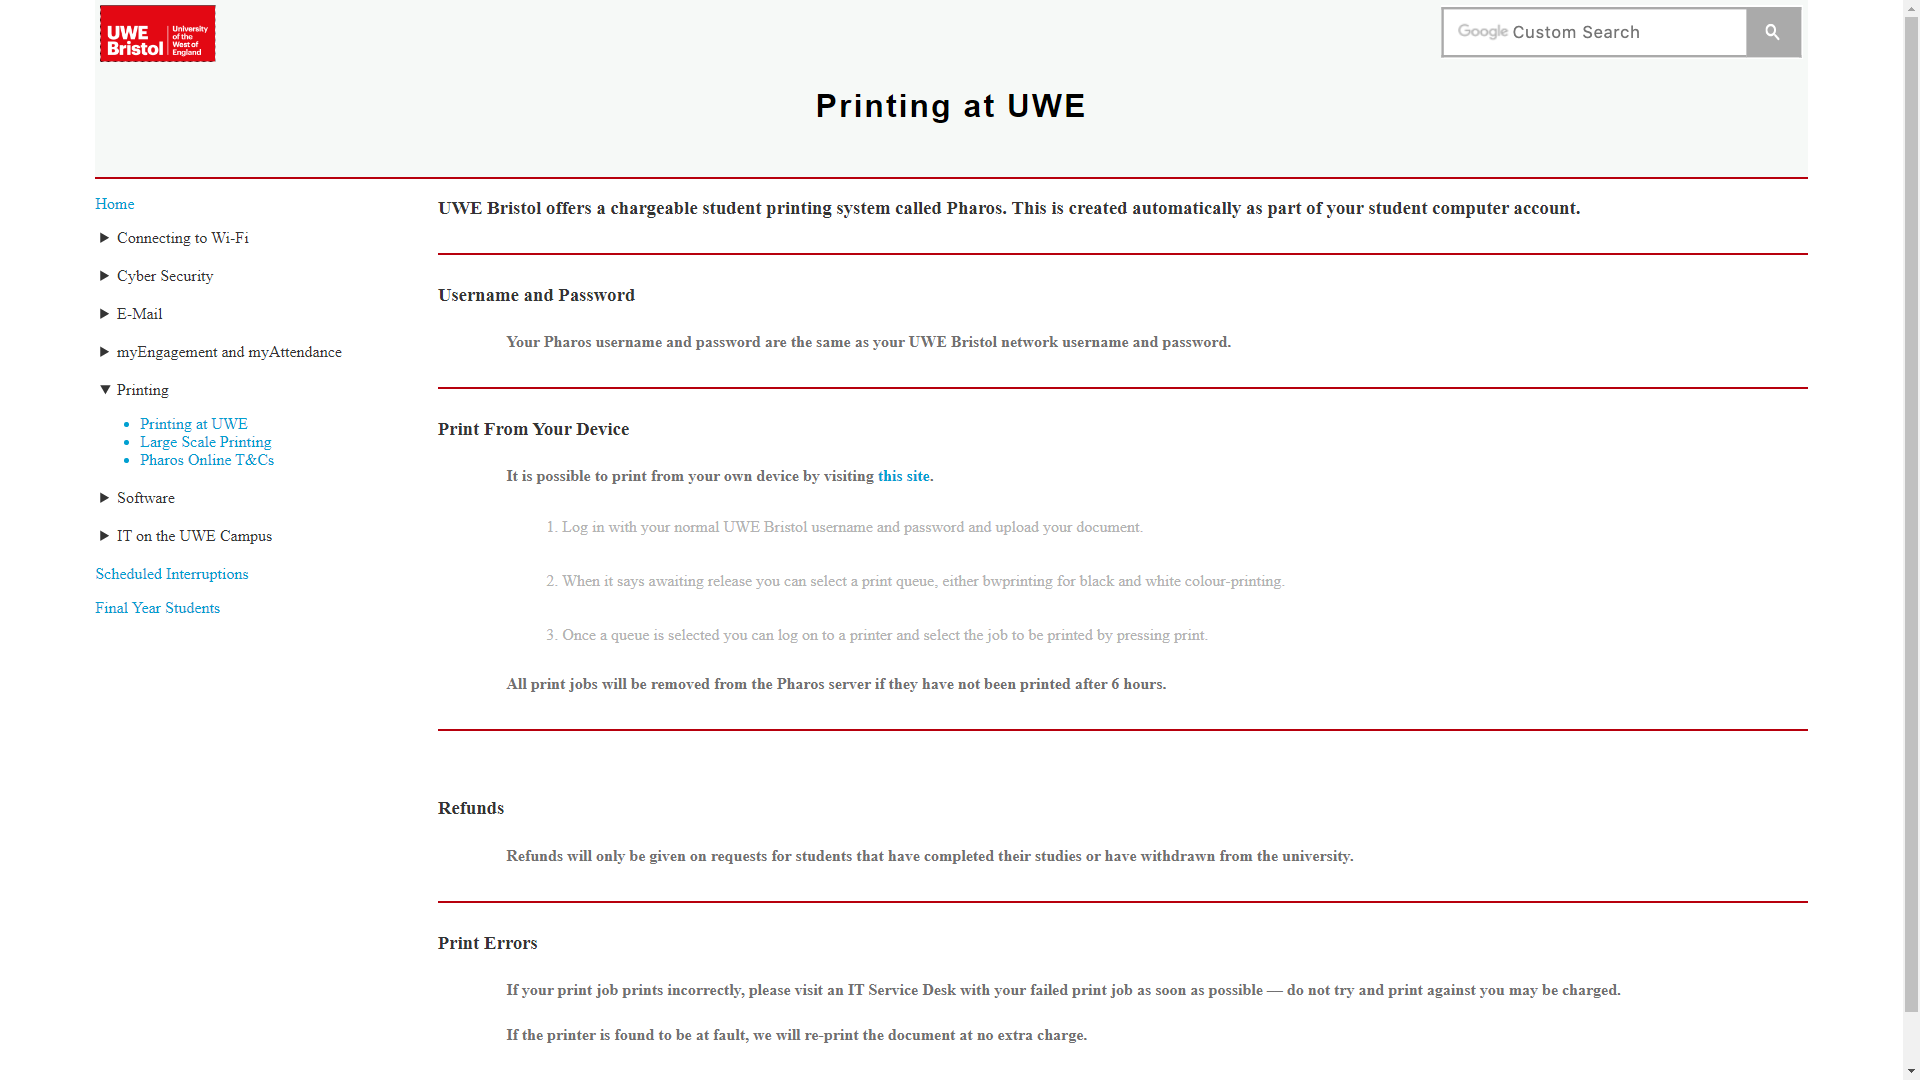 UWE Bristol
University of the West of England
Google Custom Search
Printing at UWE
Home
Connecting to Wi-Fi
Cyber Security
E-Mail
myEngagement and myAttendance
Printing
Printing at UWE
Large Scale Printing
Pharos Online T&Cs
Software
IT on the UWE Campus
Scheduled Interruptions
Final Year Students
UWE Bristol offers a chargeable student printing system called Pharos. This is created automatically as part of your student computer account.
Username and Password
Your Pharos username and password are the same as your UWE Bristol network username and password.
Print From Your Device
It is possible to print from your own device by visiting this site.
1. Log in with your normal UWE Bristol username and password and upload your document.
2. When it says awaiting release you can select a print queue, either bwprinting for black and white colour-printing.
3. Once a queue is selected you can log on to a printer and select the job to be printed by pressing print.
All print jobs will be removed from the Pharos server if they have not been printed after 6 hours.
Refunds
Refunds will only be given on requests for students that have completed their studies or have withdrawn from the university.
Print Errors
If your print job prints incorrectly, please visit an IT Service Desk with your failed print job as soon as possible — do not try and print against you may be charged.
If the printer is found to be at fault, we will re-print the document at no extra charge.